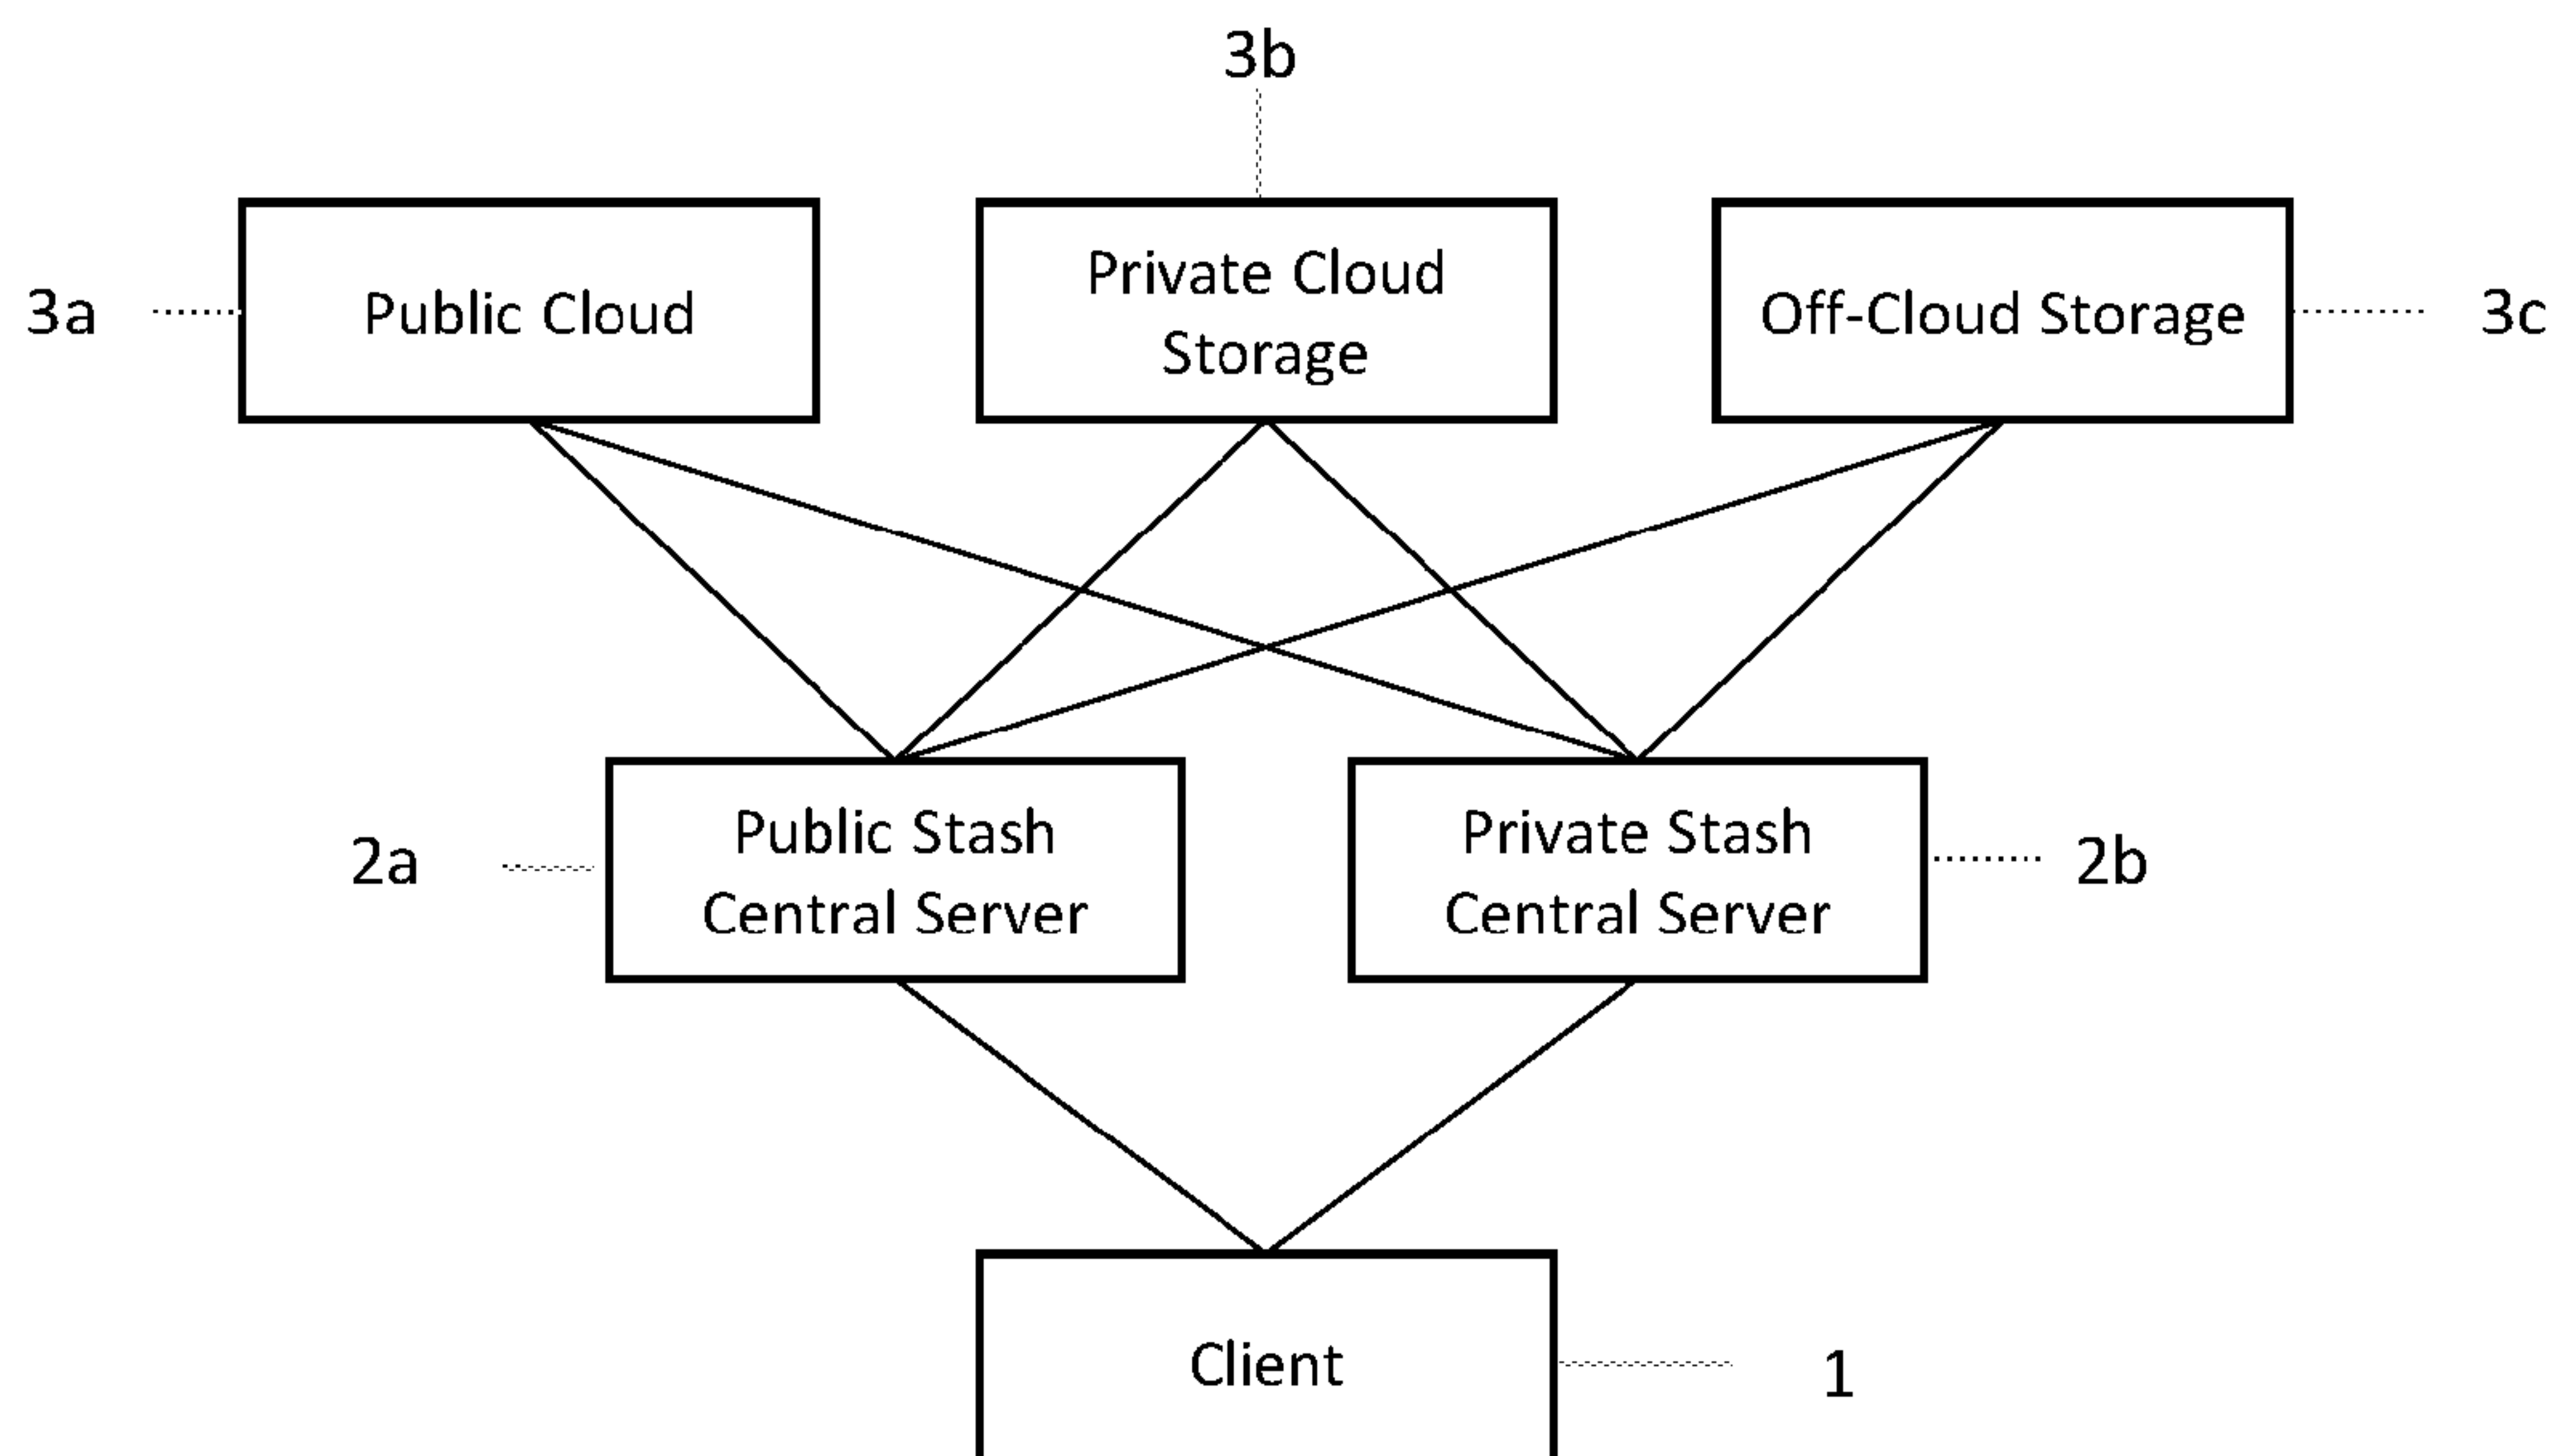 3b
3a
Public Cloud
Private Cloud
Storage
Off-Cloud Storage
3c
2a
Public Stash
Central Server
Private Stash
Central Server
2b
Client
1